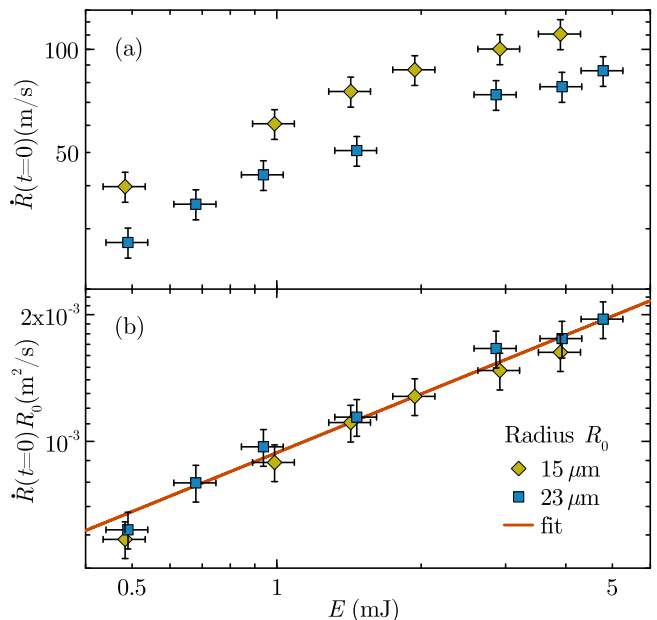 (a)
100
50
Ṙ(t=0)(m/s)
(b)
2x10⁻³
10⁻³
Ṙ(t=0)R₀(m²/s)
Radius R₀
15 μm
23 μm
fit
0.5 1 5
E (mJ)